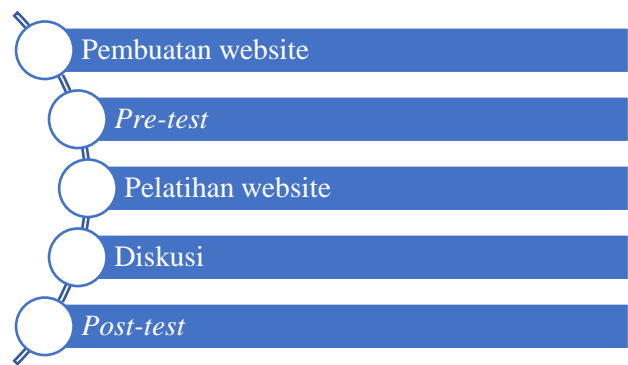 Pembuatan website
Pre-test
Pelatihan website
Diskusi
Post-test